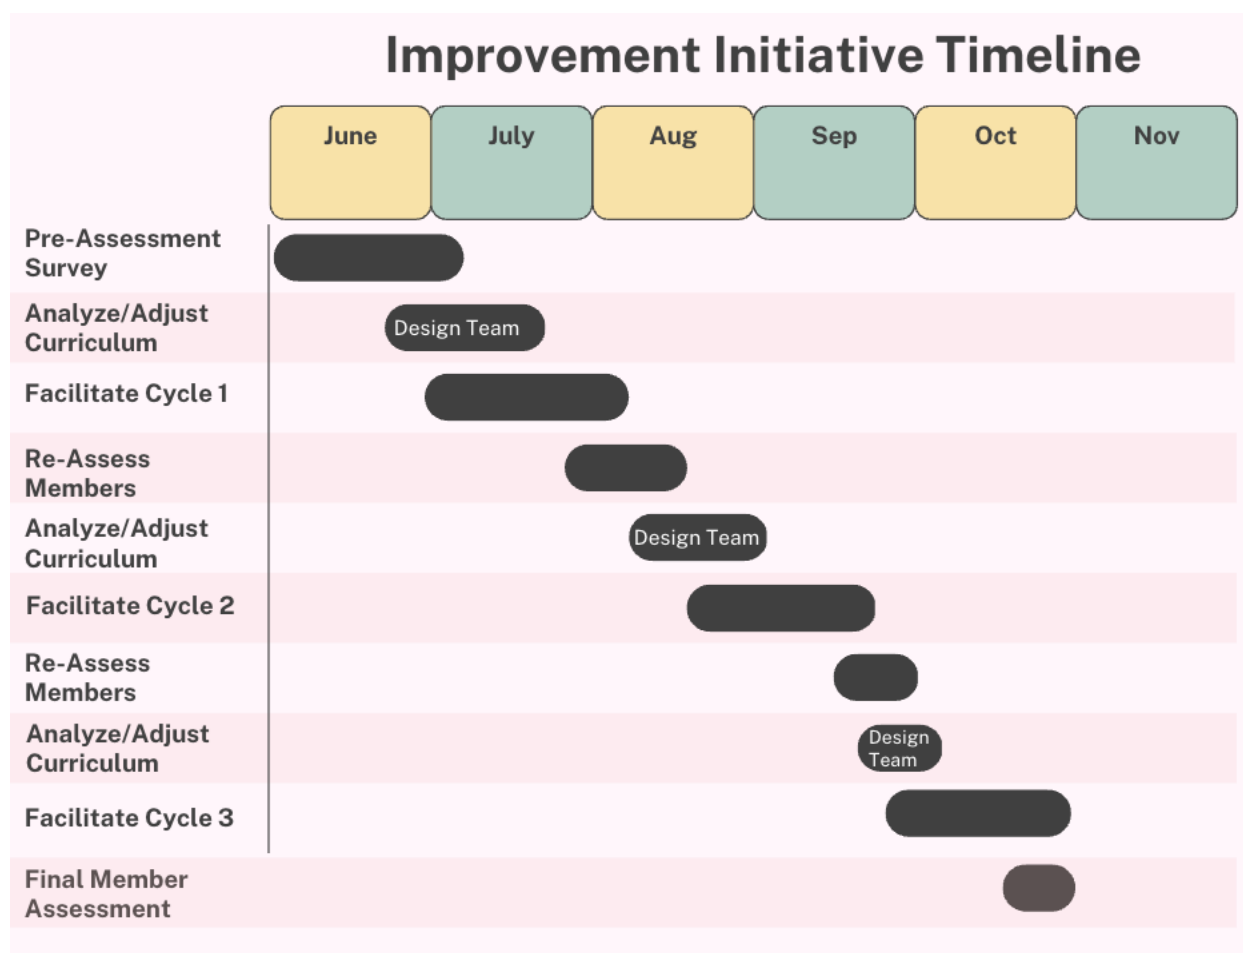 Improvement Initiative Timeline
June July Aug Sep Oct Nov
Pre-Assessment
Survey
Analyze/Adjust
Curriculum
Design Team
Facilitate Cycle 1
Re-Assess
Members
Analyze/Adjust
Curriculum
Design Team
Facilitate Cycle 2
Re-Assess
Members
Analyze/Adjust
Curriculum
Design
Team
Facilitate Cycle 3
Final Member
Assessment